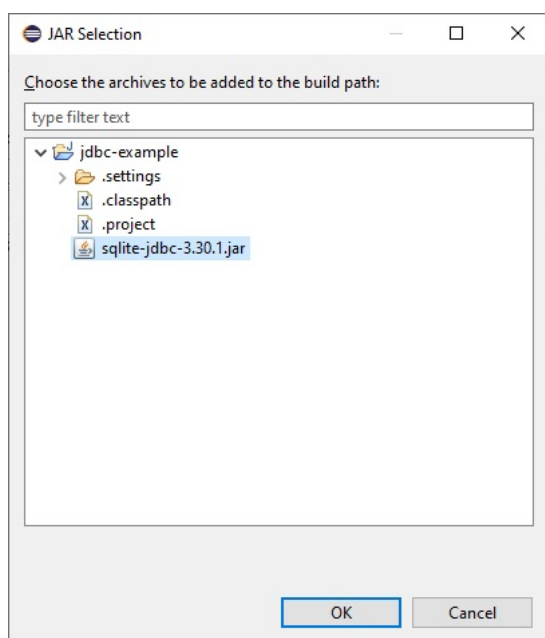 JAR Selection
Choose the archives to be added to the build path:
type filter text
jdbc-example
.settings
.classpath
.project
sqlite-jdbc-3.30.1.jar
OK Cancel